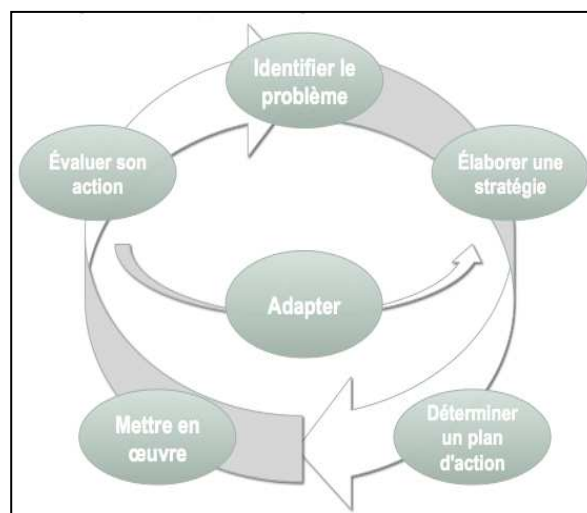 Identifier le
problème
Élaborer une
stratégie
Déterminer
un plan
d'action
Mettre en
œuvre
Évaluer son
action
Adapter